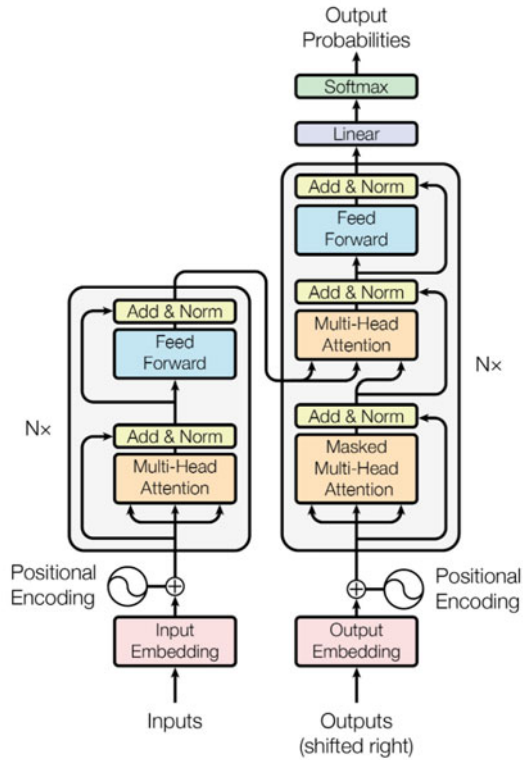 Output
Probabilities
Softmax
Linear
Add & Norm
Feed
Forward
Add & Norm
Multi-Head
Attention
Add & Norm
Masked
Multi-Head
Attention
N×
Add & Norm
Feed
Forward
Add & Norm
Multi-Head
Attention
N×
Positional
Encoding
Positional
Encoding
Input
Embedding
Output
Embedding
Inputs
Outputs
(shifted right)